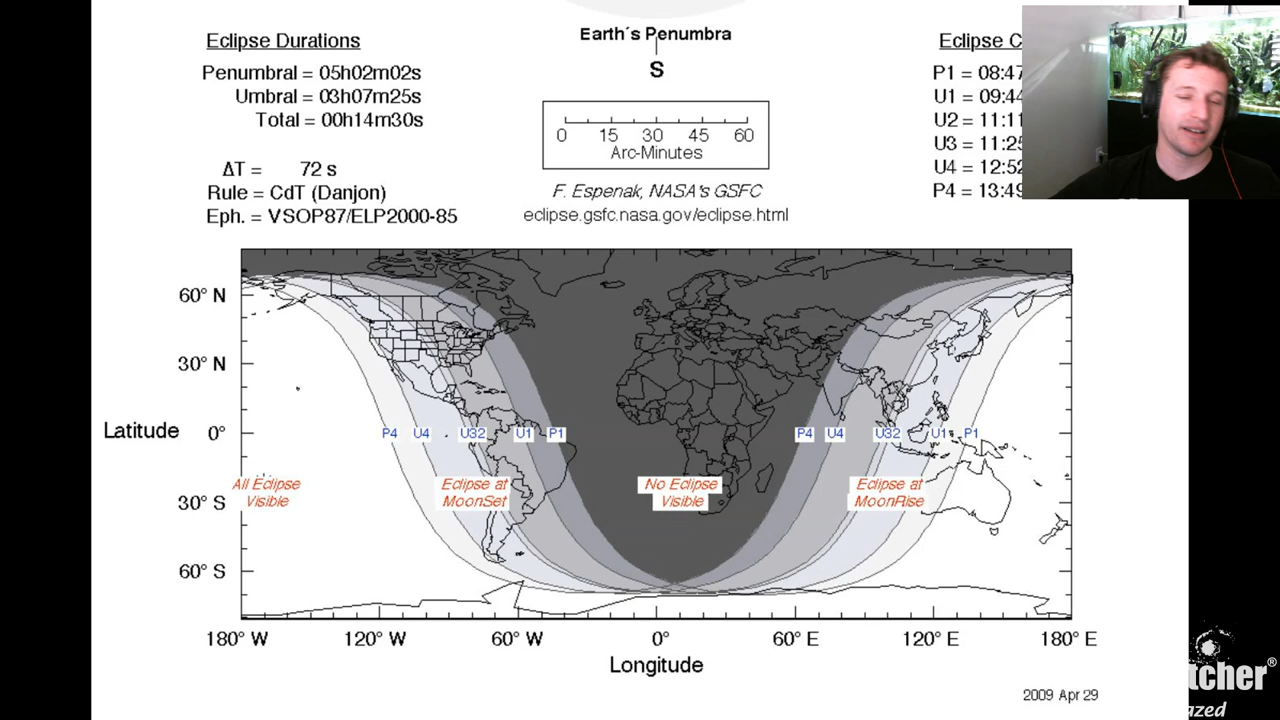 Eclipse Durations
Penumbral = 05h02m02s
Umbral = 03h07m25s
Total = 00h14m30s
ΔT = 72 s
Rule = CdT (Danjon)
Eph. = VSOP87/ELP2000-85
Earth´s Penumbra
S
0 15 30 45 60
Arc-Minutes
F. Espenak, NASA's GSFC
eclipse.gsfc.nasa.gov/eclipse.html
Eclipse C
P1 = 08:47
U1 = 09:44
U2 = 11:11
U3 = 11:25
U4 = 12:52
P4 = 13:49
60° N
30° N
Latitude 0°
30° S
60° S
P4 U4 U32 U1 P1 P4 U4 U32 U1 P1
All Eclipse
Visible
Eclipse at
MoonSet
No Eclipse
Visible
Eclipse at
MoonRise
180° W 120° W 60° W 0° 60° E 120° E 180° E
Longitude
2009 Apr 29
tcher®
azed